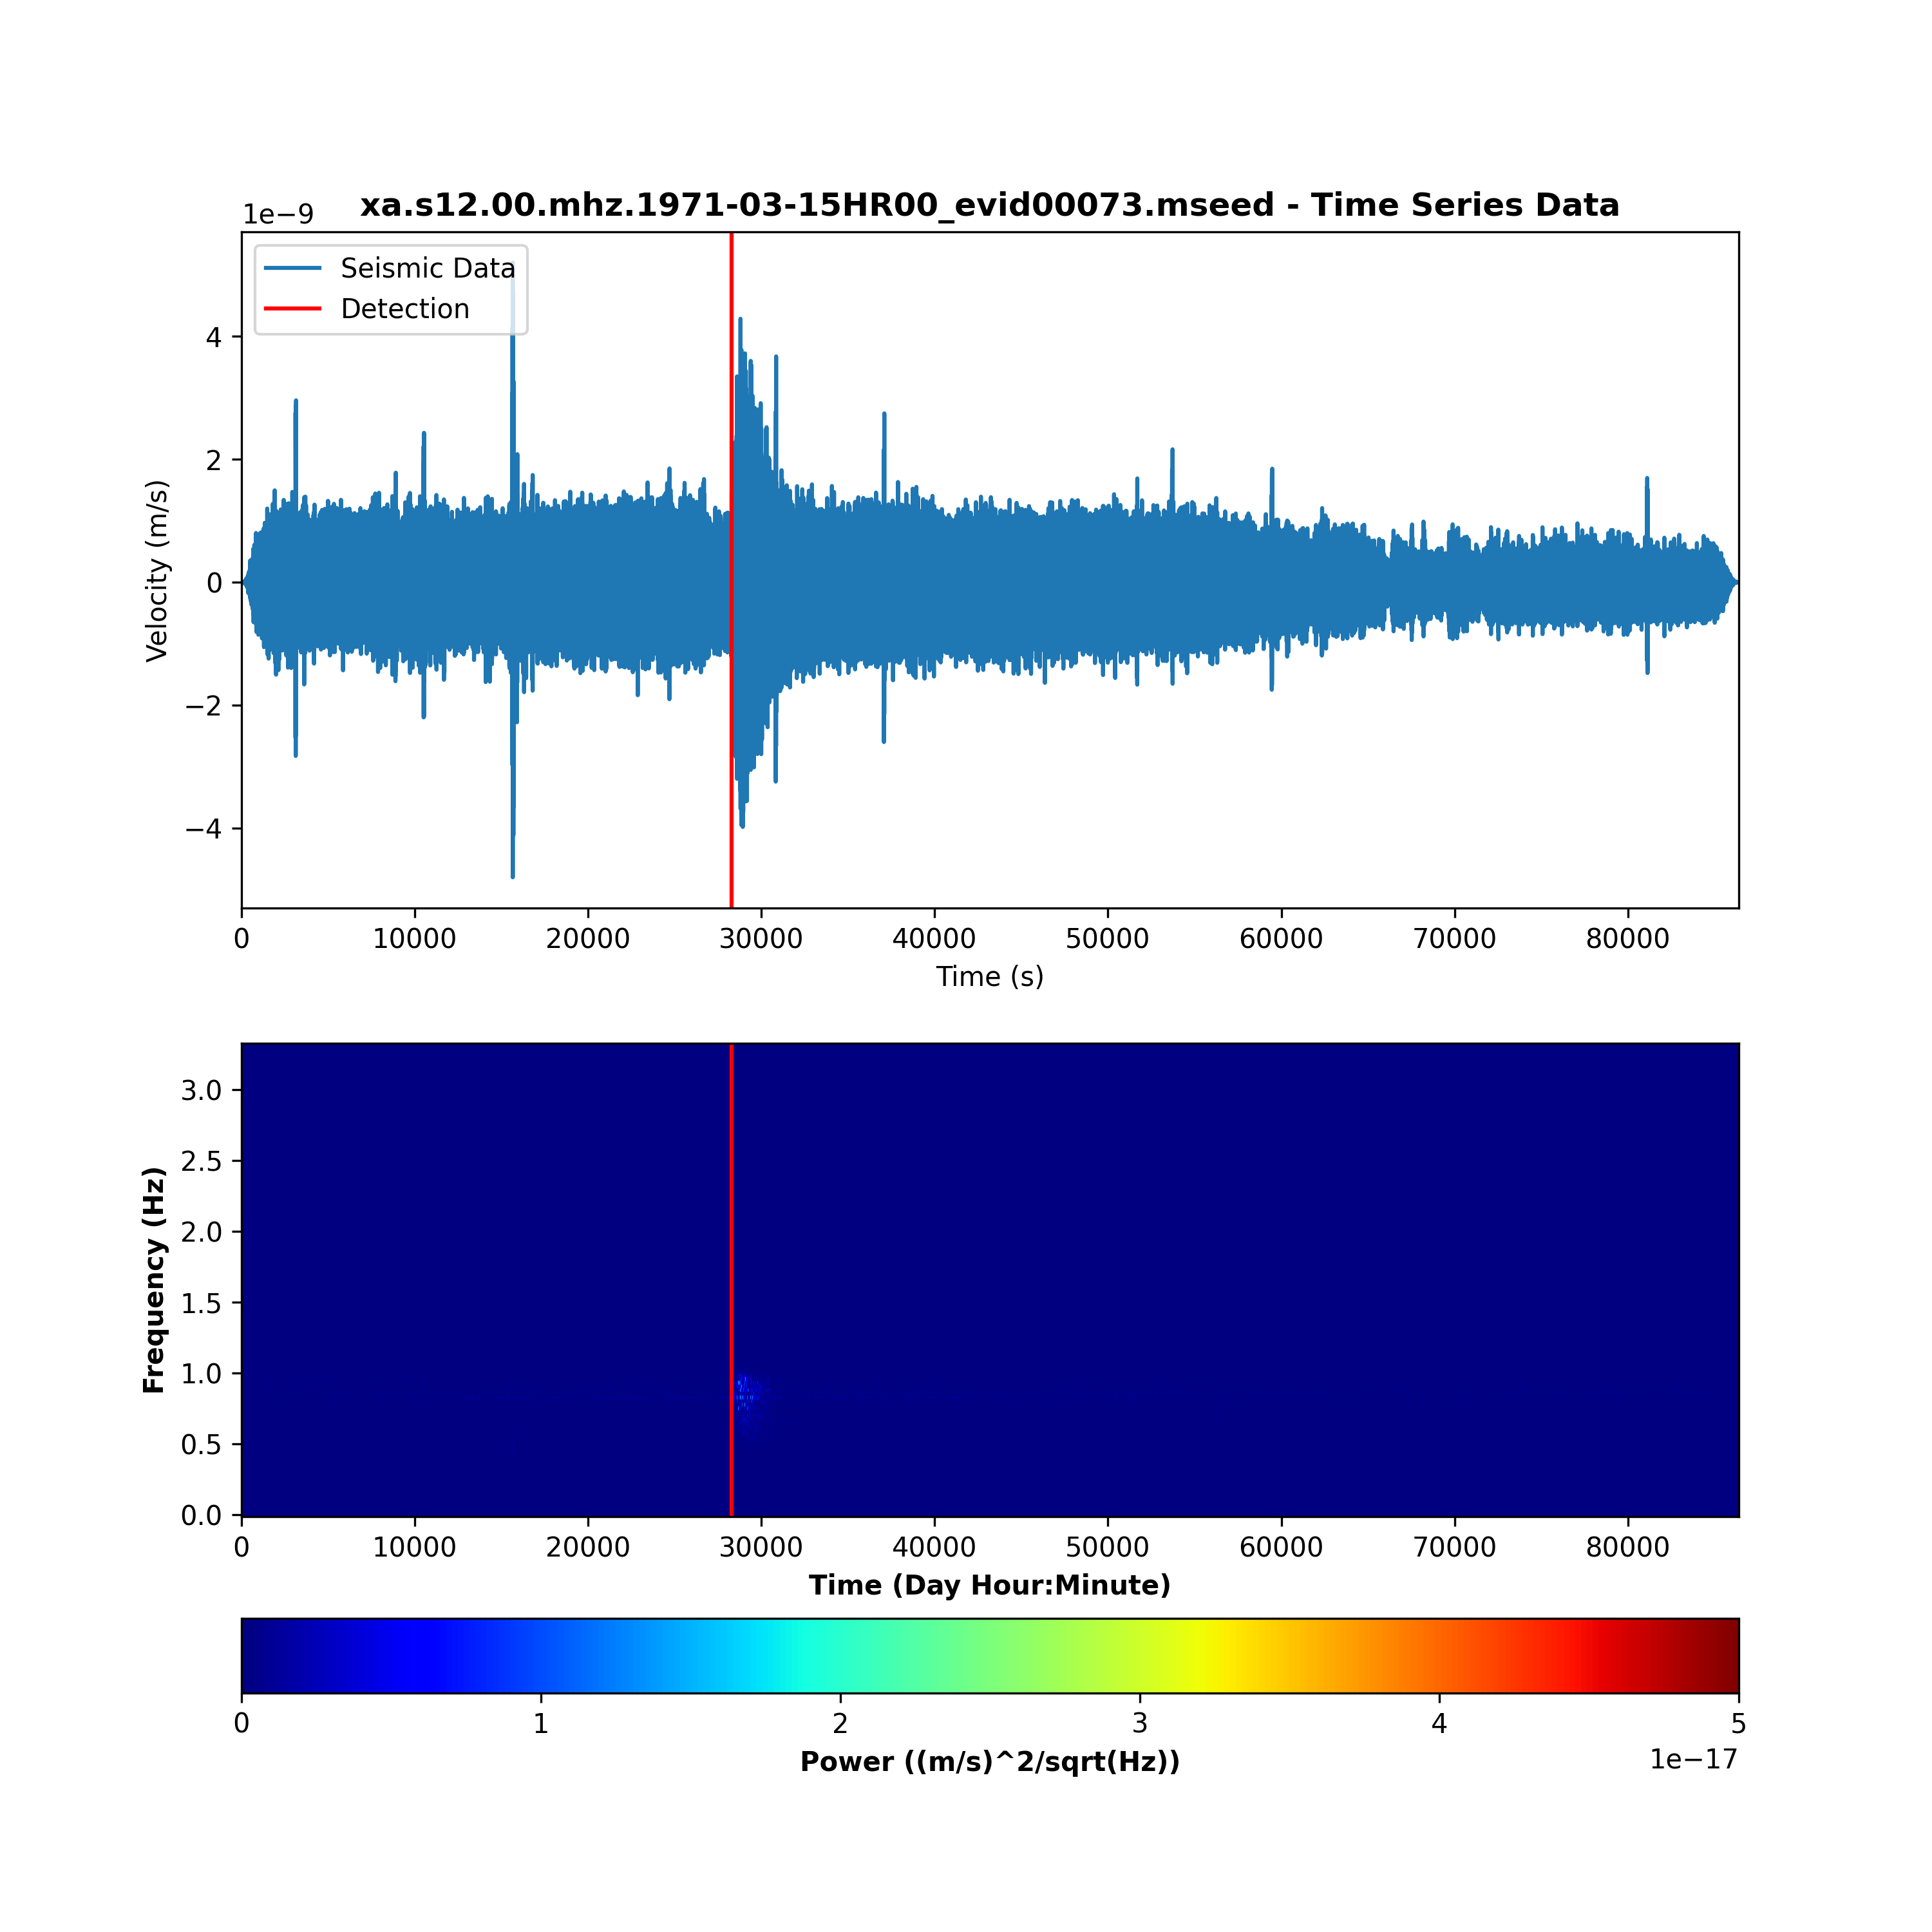 xa.s12.00.mhz.1971-03-15HR00_evid00073.mseed - Time Series Data
1e−9
Seismic Data
Detection
4
2
0
−2
−4
Velocity (m/s)
0 10000 20000 30000 40000 50000 60000 70000 80000
Time (s)
3.0
2.5
2.0
1.5
1.0
0.5
0.0
Frequency (Hz)
0 10000 20000 30000 40000 50000 60000 70000 80000
Time (Day Hour:Minute)
0 1 2 3 4 5
Power ((m/s)^2/sqrt(Hz))
1e−17